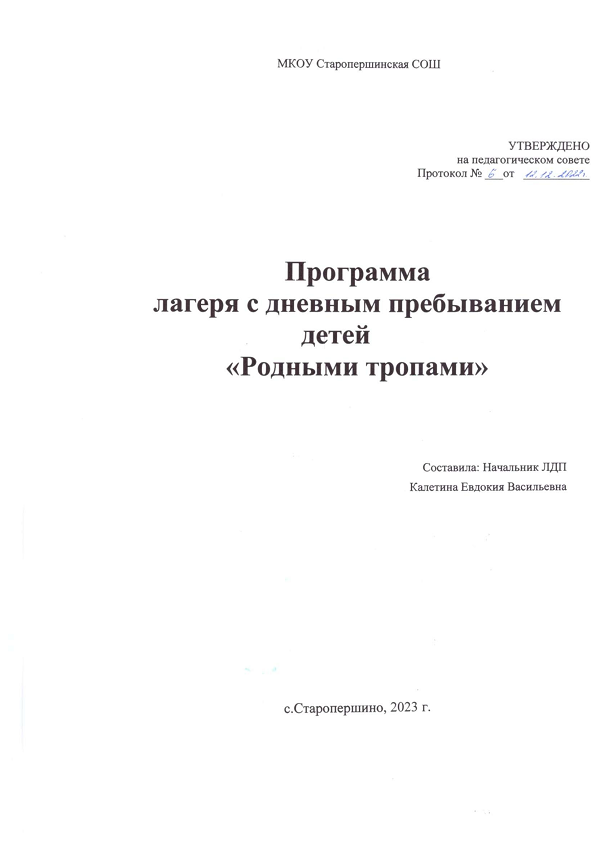 МКОУ Старопершинская СОШ
УТВЕРЖДЕНО
на педагогическом совете
Протокол № 6 от 12.12.2022г
Программа
лагеря с дневным пребыванием
детей
«Родными тропами»
Составила: Начальник ЛДП
Калетина Евдокия Васильевна
с.Старопершино, 2023 г.